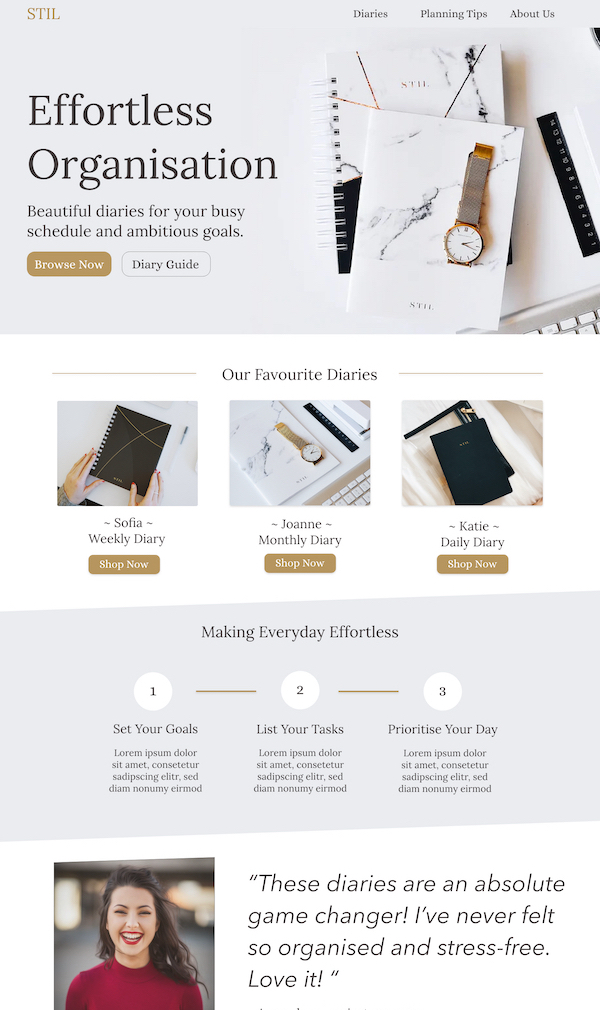 STIL
Diaries
Planning Tips
About Us
Effortless
Organisation
Beautiful diaries for your busy
schedule and ambitious goals.
Browse Now
Diary Guide
STIL
STIL
Our Favourite Diaries
~ Sofia ~
Weekly Diary
Shop Now
~ Joanne ~
Monthly Diary
Shop Now
~ Katie ~
Daily Diary
Shop Now
Making Everyday Effortless
1
2
3
Set Your Goals
Lorem ipsum dolor
sit amet, consetetur
sadipscing elitr, sed
diam nonumy eirmod
List Your Tasks
Lorem ipsum dolor
sit amet, consetetur
sadipscing elitr, sed
diam nonumy eirmod
Prioritise Your Day
Lorem ipsum dolor
sit amet, consetetur
sadipscing elitr, sed
diam nonumy eirmod
“These diaries are an absolute
game changer! I’ve never felt
so organised and stress-free.
Love it! “